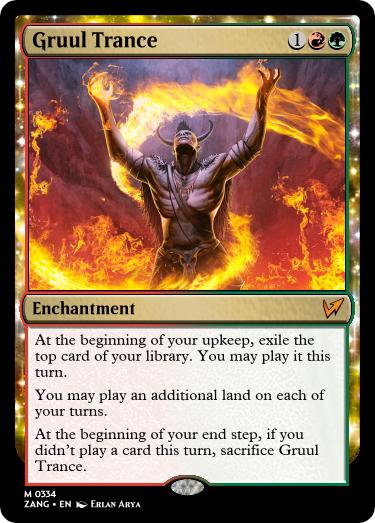 Gruul Trance 1
Enchantment
At the beginning of your upkeep, exile the
top card of your library. You may play it this
turn.
You may play an additional land on each of
your turns.
At the beginning of your end step, if you
didn't play a card this turn, sacrifice Gruul
Trance.
M 0334
ZANG • EN Erlan Arya